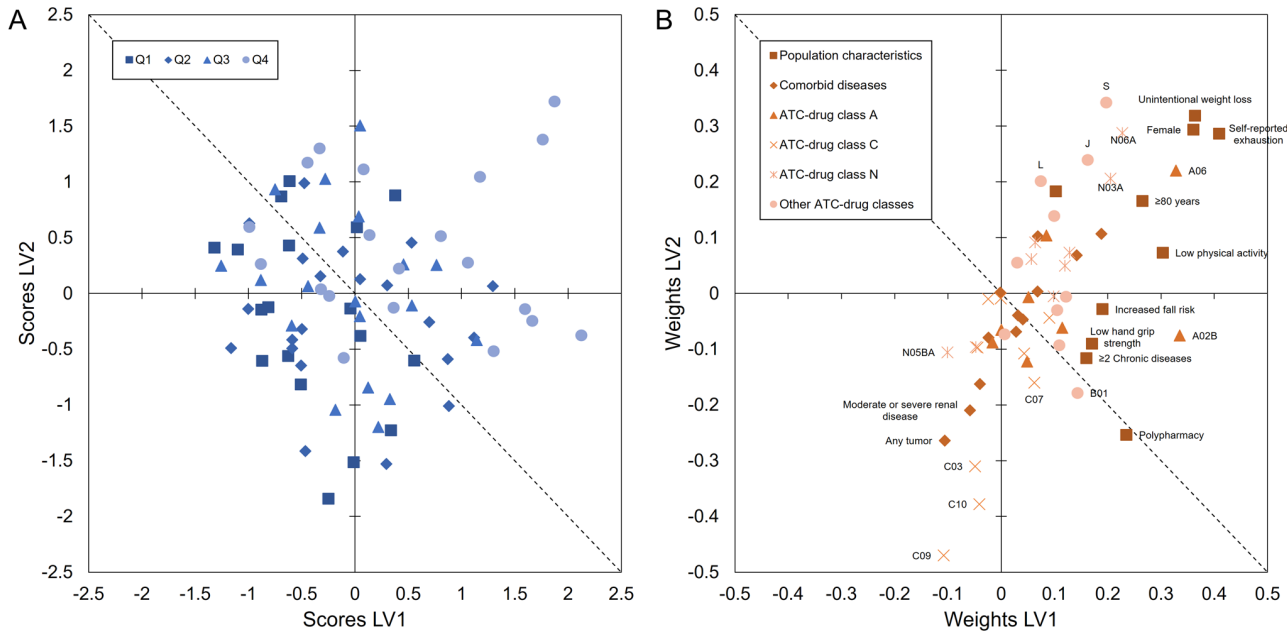 A
2.5
2
1.5
1
0.5
0
-0.5
-1
-1.5
-2
-2.5
-2.5 -2 -1.5 -1 -0.5 0 0.5 1 1.5 2 2.5
Scores LV2
Scores LV1
Q1 Q2 Q3 Q4
B
0.5
0.4
0.3
0.2
0.1
0.0
-0.1
-0.2
-0.3
-0.4
-0.5
-0.5 -0.4 -0.3 -0.2 -0.1 0 0.1 0.2 0.3 0.4 0.5
Weights LV2
Weights LV1
Population characteristics
Comorbid diseases
ATC-drug class A
ATC-drug class C
ATC-drug class N
Other ATC-drug classes
S
Unintentional weight loss
Female
Self-reported
exhaustion
N06A
J
L
N03A
A06
≥80 years
Low physical activity
Increased fall risk
Low hand grip
strength
A02B
≥2 Chronic diseases
N05BA
C07
B01
Moderate or severe renal
disease
Any tumor
Polypharmacy
C03
C10
C09